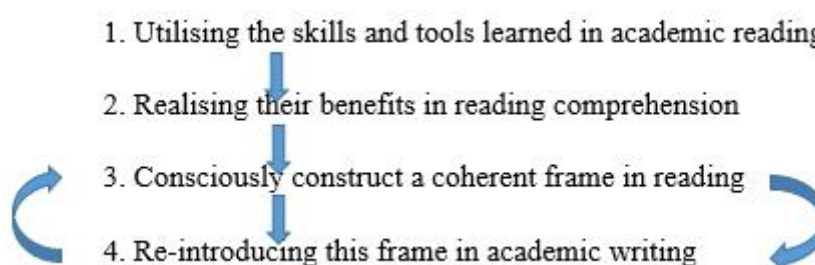 1. Utilising the skills and tools learned in academic reading
2. Realising their benefits in reading comprehension
3. Consciously construct a coherent frame in reading
4. Re-introducing this frame in academic writing